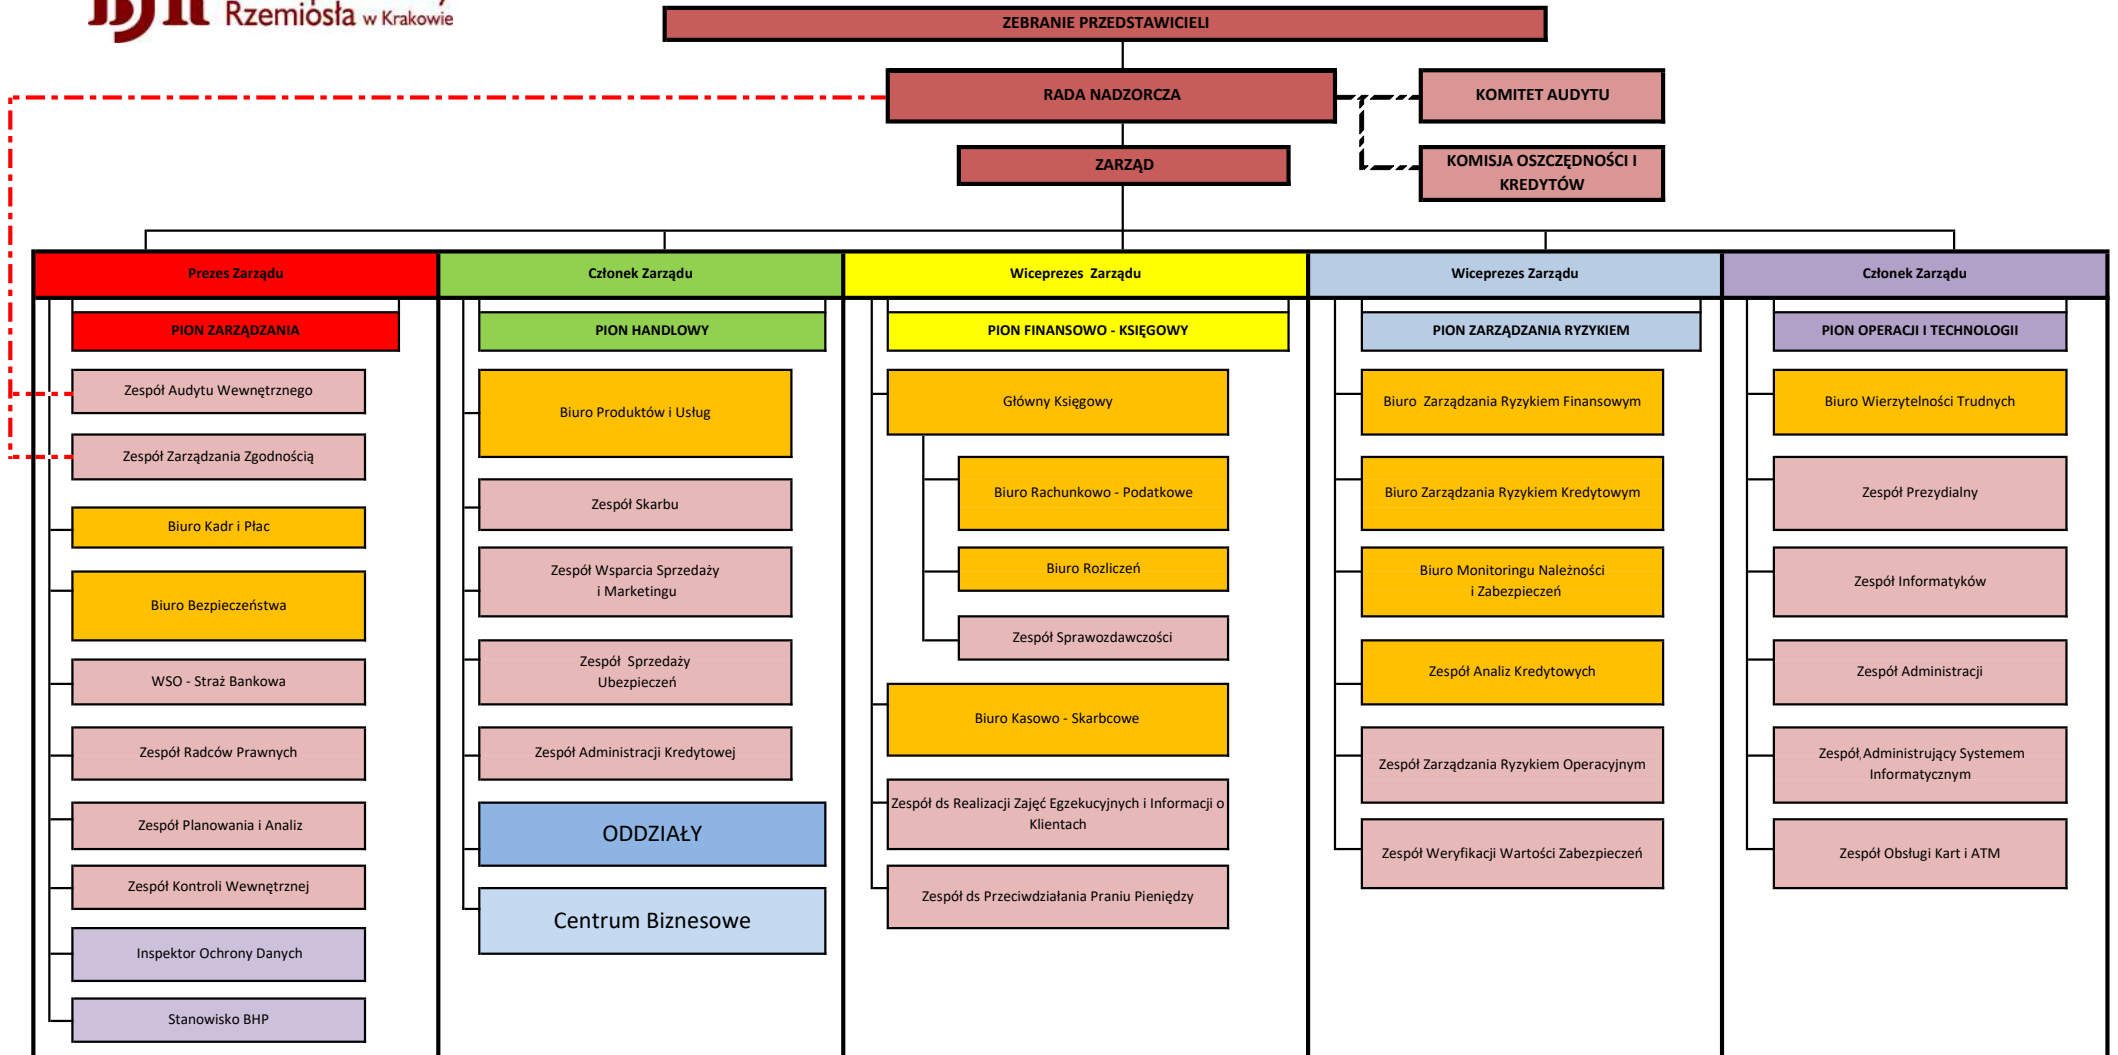 Rzemiosła w Krakowie
ZEBRANIE PRZEDSTAWICIELI
RADA NADZORCZA
KOMITET AUDYTU
ZARZĄD
KOMISJA OSZCZĘDNOŚCI I
KREDYTÓW
Prezes Zarządu
Członek Zarządu
Wiceprezes Zarządu
Wiceprezes Zarządu
Członek Zarządu
PION ZARZĄDZANIA
PION HANDLOWY
PION FINANSOWO - KSIĘGOWY
PION ZARZĄDZANIA RYZYKIEM
PION OPERACJI I TECHNOLOGII
Zespół Audytu Wewnętrznego
Zespół Zarządzania Zgodnością
Biuro Kadr i Płac
Biuro Bezpieczeństwa
WSO - Straż Bankowa
Zespół Radców Prawnych
Zespół Planowania i Analiz
Zespół Kontroli Wewnętrznej
Inspektor Ochrony Danych
Stanowisko BHP
Biuro Produktów i Usług
Zespół Skarbu
Zespół Wsparcia Sprzedaży
i Marketingu
Zespół Sprzedaży
Ubezpieczeń
Zespół Administracji Kredytowej
ODDZIAŁY
Centrum Biznesowe
Główny Księgowy
Biuro Rachunkowo - Podatkowe
Biuro Rozliczeń
Zespół Sprawozdawczości
Biuro Kasowo - Skarbcowe
Zespół ds Realizacji Zajęć Egzekucyjnych i Informacji o
Klientach
Zespół ds Przeciwdziałania Praniu Pieniędzy
Biuro Zarządzania Ryzykiem Finansowym
Biuro Zarządzania Ryzykiem Kredytowym
Biuro Monitoringu Należności
i Zabezpieczeń
Zespół Analiz Kredytowych
Zespół Zarządzania Ryzykiem Operacyjnym
Zespół Weryfikacji Wartości Zabezpieczeń
Biuro Wierzytelności Trudnych
Zespół Prezydialny
Zespół Informatyków
Zespół Administracji
Zespół Administrujący Systemem
Informatycznym
Zespół Obsługi Kart i ATM